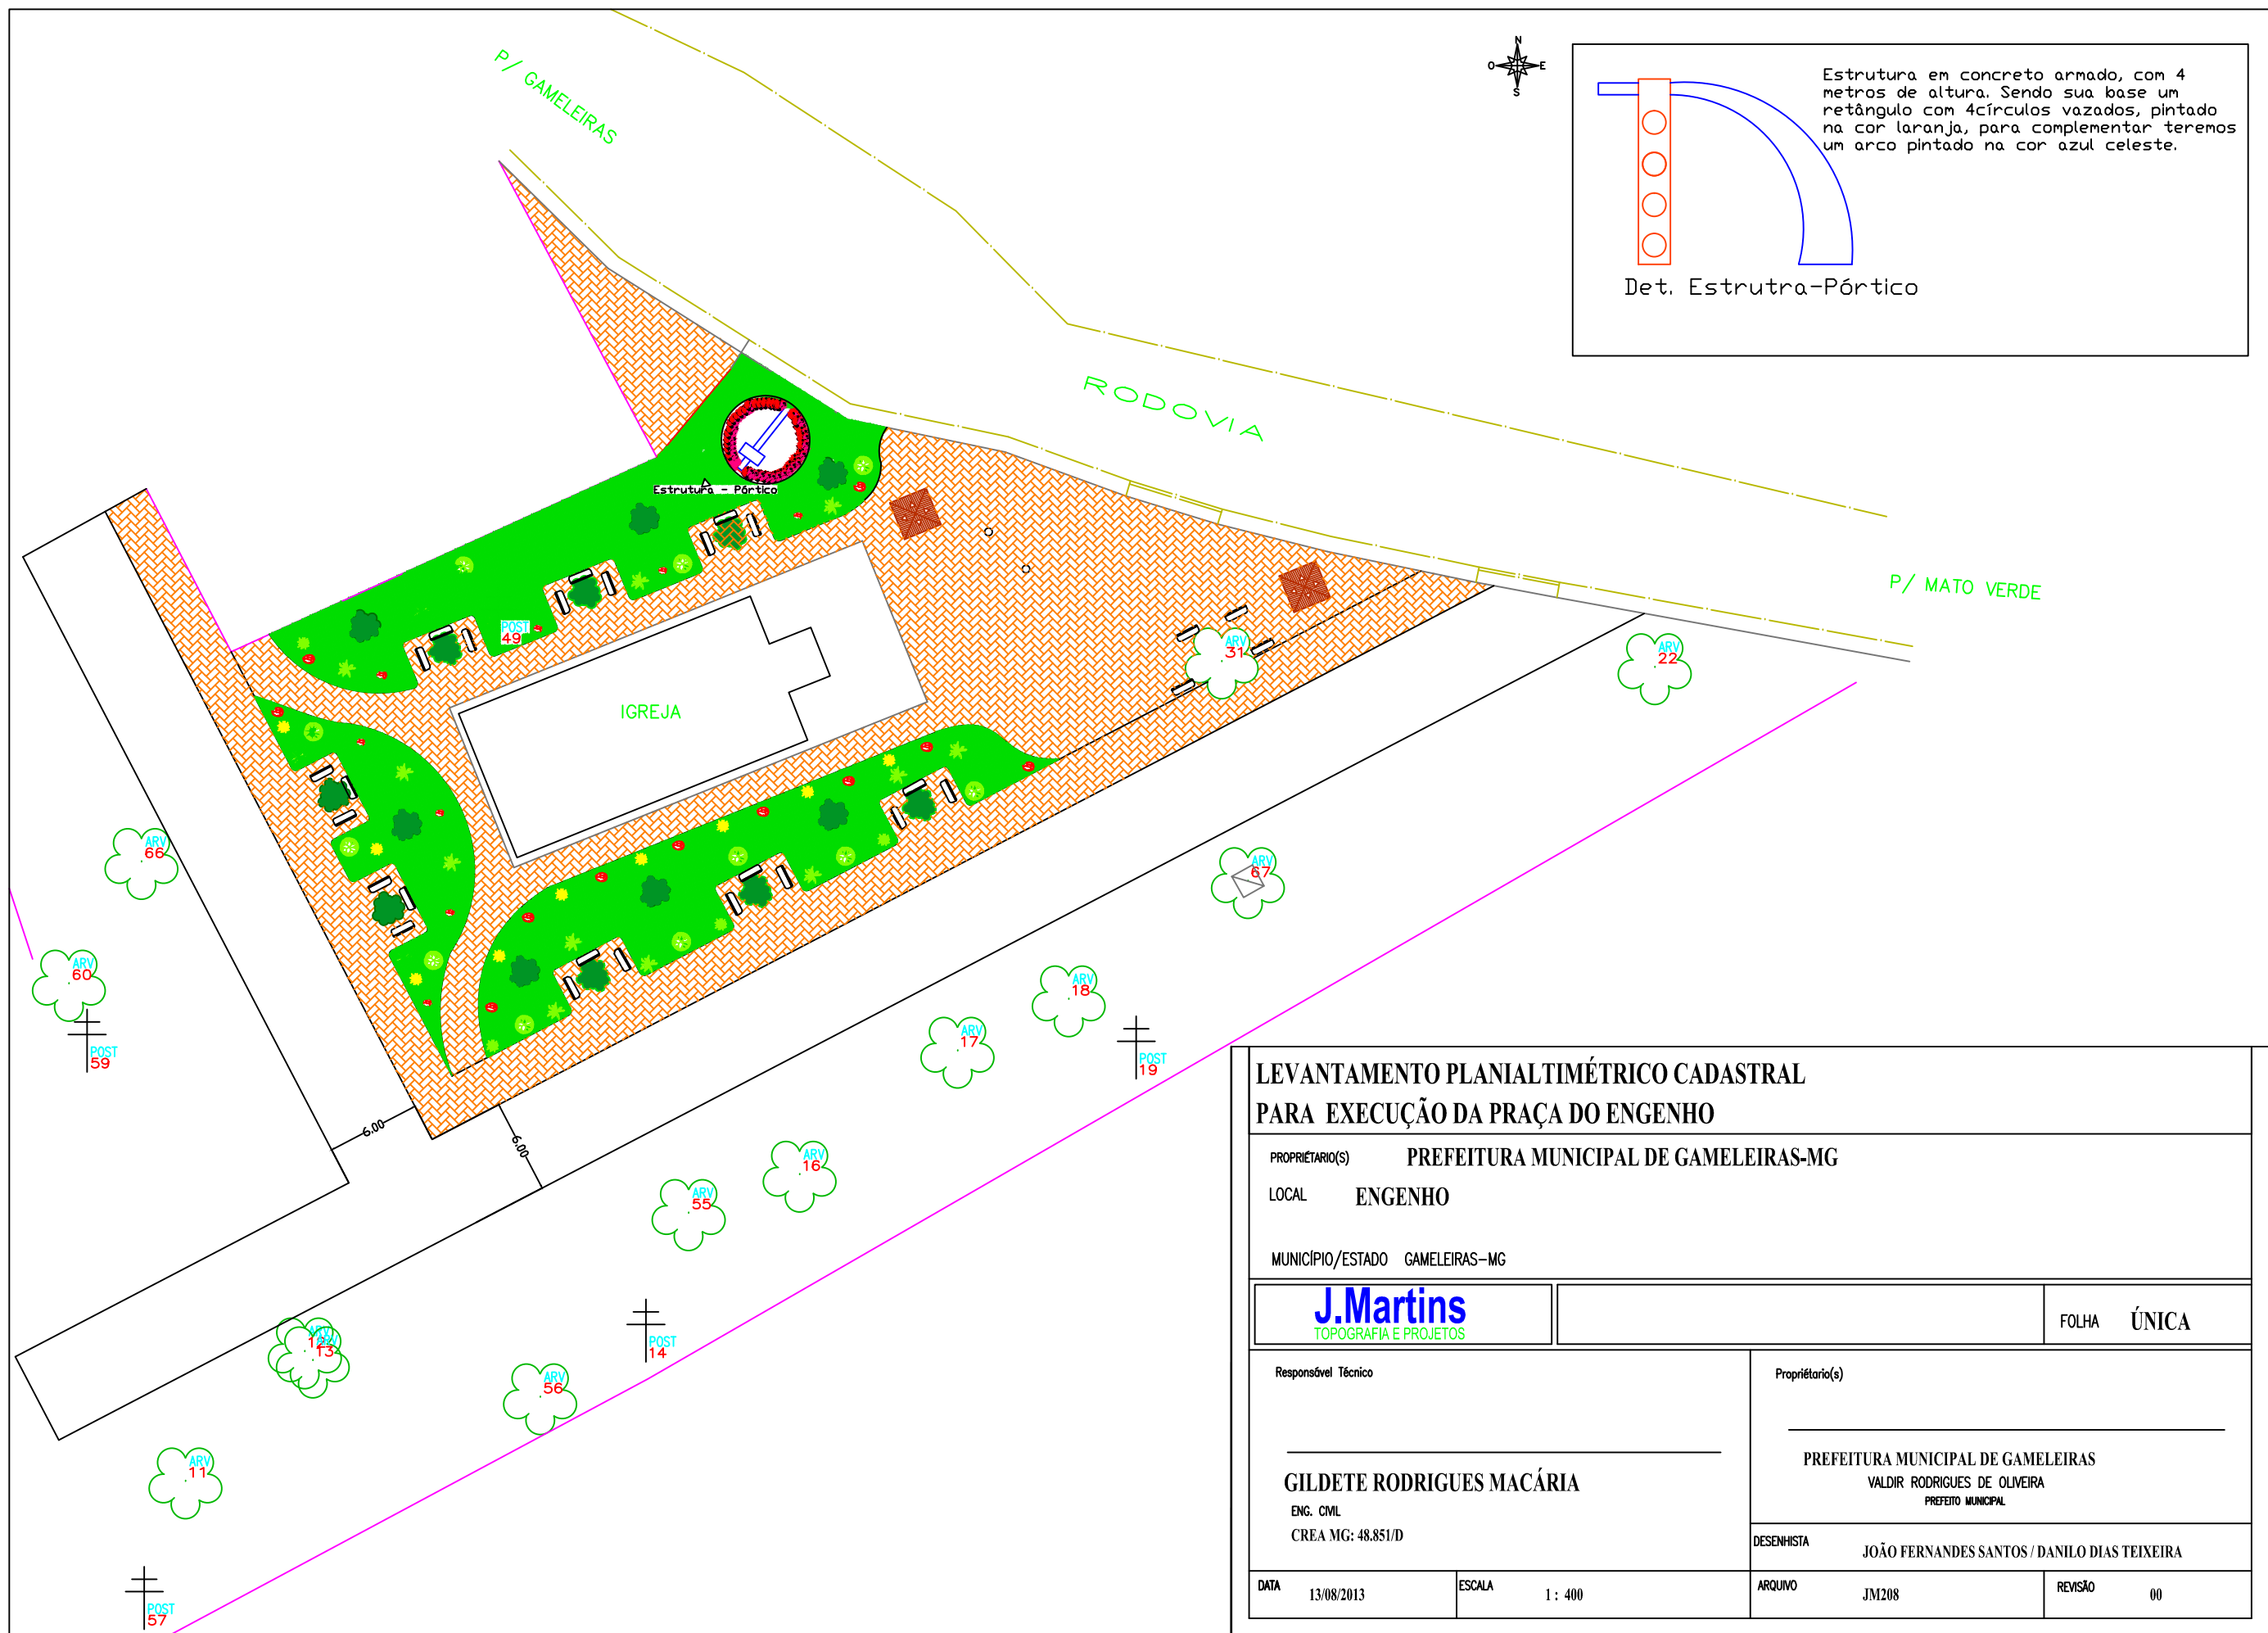 P/ GAMELEIRAS
N
O
E
S
Estrutura em concreto armado, com 4
metros de altura. Sendo sua base um
retângulo com 4círculos vazados, pintado
na cor laranja, para complementar teremos
um arco pintado na cor azul celeste.
Det. Estrutra-Pórtico
RODOVIA
P/ MATO VERDE
Estrutura - Pórtico
POST
49
ARV
31
ARV
22
IGREJA
ARV
66
ARV
67
ARV
60
POST
59
ARV
18
ARV
17
POST
19
6.00
6.00
ARV
16
ARV
55
ARV
12
ARV
13
POST
14
ARV
56
ARV
11
POST
57
LEVANTAMENTO PLANIALTIMÉTRICO CADASTRAL
PARA EXECUÇÃO DA PRAÇA DO ENGENHO
PROPRIÉTARIO(S) PREFEITURA MUNICIPAL DE GAMELEIRAS-MG
LOCAL ENGENHO
MUNICÍPIO/ESTADO GAMELEIRAS-MG
J.Martins
TOPOGRAFIA E PROJETOS
FOLHA ÚNICA
Responsável Técnico
GILDETE RODRIGUES MACÁRIA
ENG. CIVIL
CREA MG: 48.851/D
Propriétario(s)
PREFEITURA MUNICIPAL DE GAMELEIRAS
VALDIR RODRIGUES DE OLIVEIRA
PREFEITO MUNICIPAL
DESENHISTA JOÃO FERNANDES SANTOS / DANILO DIAS TEIXEIRA
DATA 13/08/2013
ESCALA 1 : 400
ARQUIVO JM208
REVISÃO 00